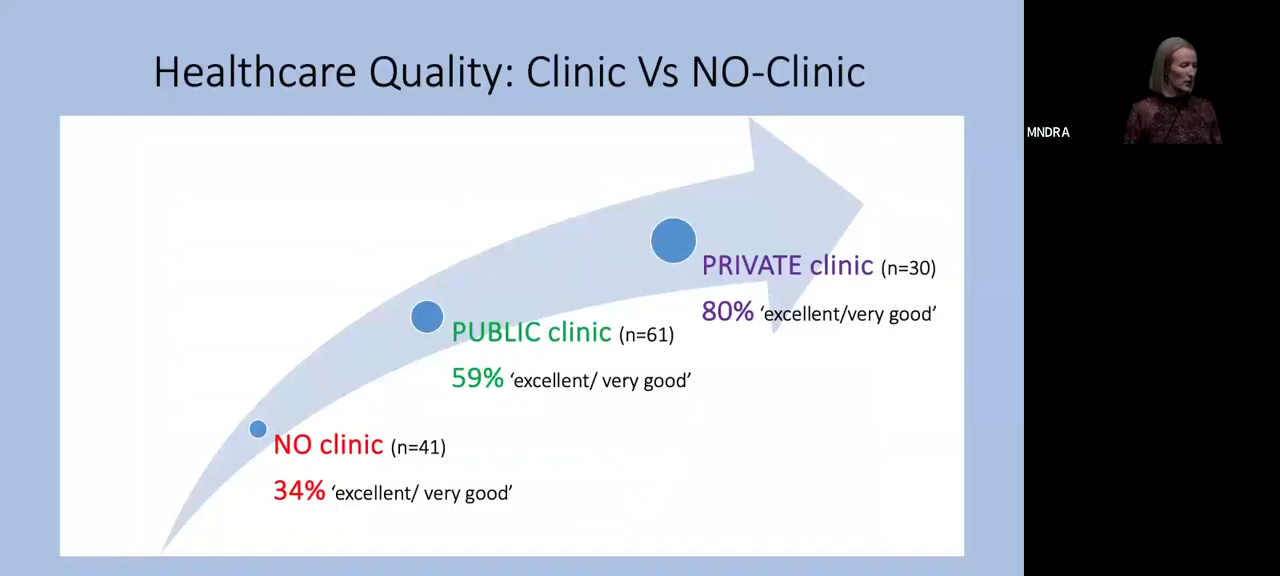 Healthcare Quality: Clinic Vs NO-Clinic
MNDRA
PRIVATE clinic (n=30)
80% ‘excellent/very good’
PUBLIC clinic (n=61)
59% ‘excellent/ very good’
NO clinic (n=41)
34% ‘excellent/ very good’